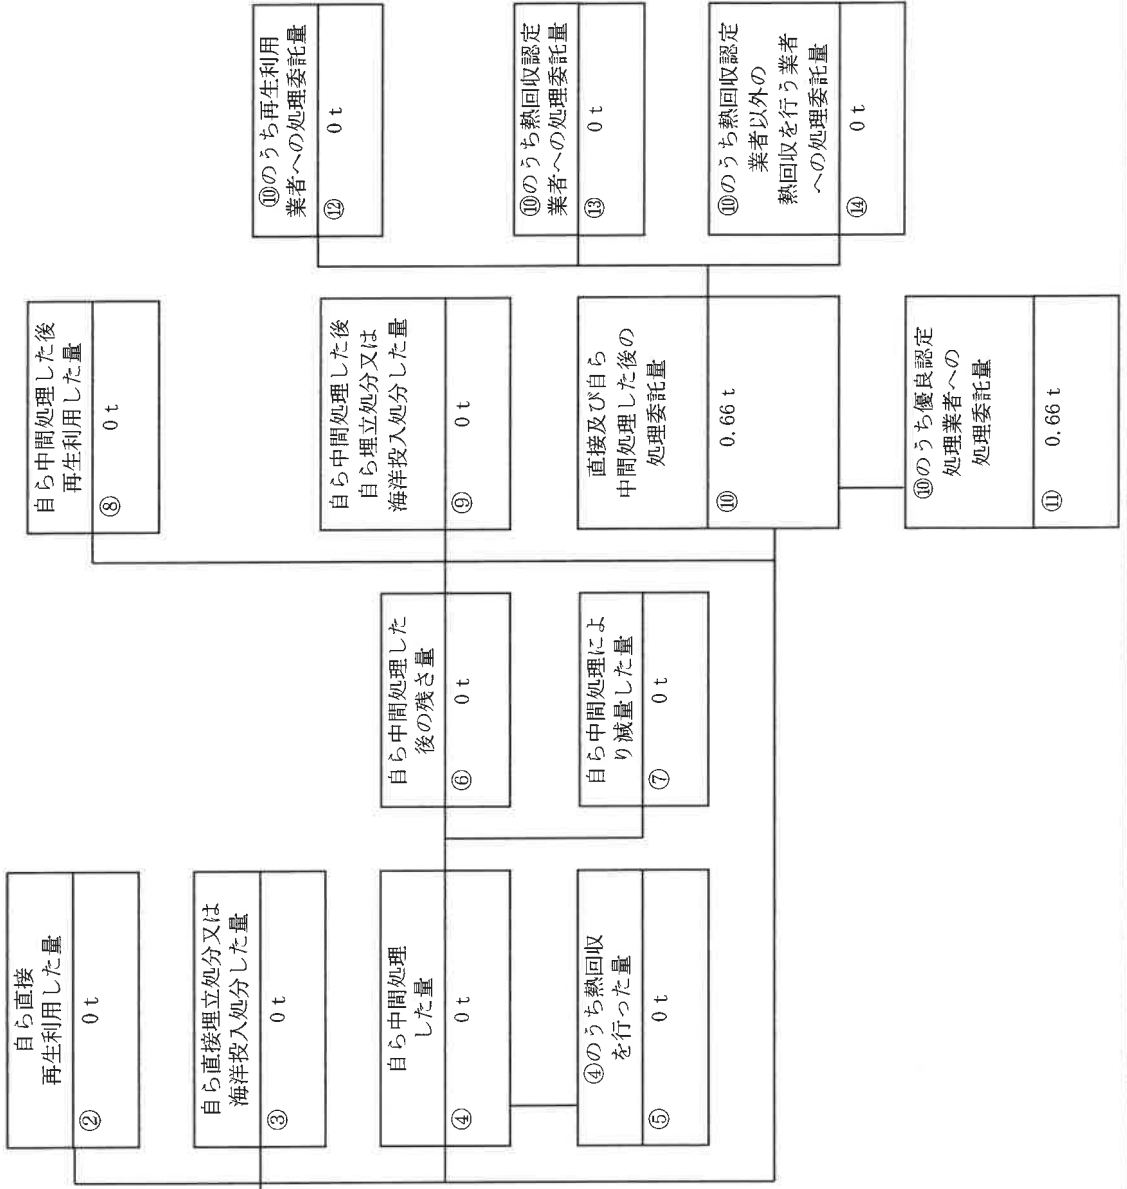 自ら直接
再生利用した量
② 0 t
自ら直接埋立処分又は
海洋投入処分した量
③ 0 t
自ら中間処理
した量
④ 0 t
④のうち熱回収
を行った量
⑤ 0 t
自ら中間処理した
後の残さ量
⑥ 0 t
自ら中間処理によ
り減量した量
⑦ 0 t
自ら中間処理した後
再生利用した量
⑧ 0 t
自ら中間処理した後
自ら埋立処分又は
海洋投入処分した量
⑨ 0 t
直接及び自ら
中間処理した後の
処理委託量
⑩ 0.66 t
⑩のうち優良認定
処理業者への
処理委託量
⑪ 0.66 t
⑩のうち再生利用
業者への処理委託量
⑫ 0 t
⑩のうち熱回収認定
業者への処理委託量
⑬ 0 t
⑩のうち熱回収認定
業者以外の
熱回収を行う業者
への処理委託量
⑭ 0 t